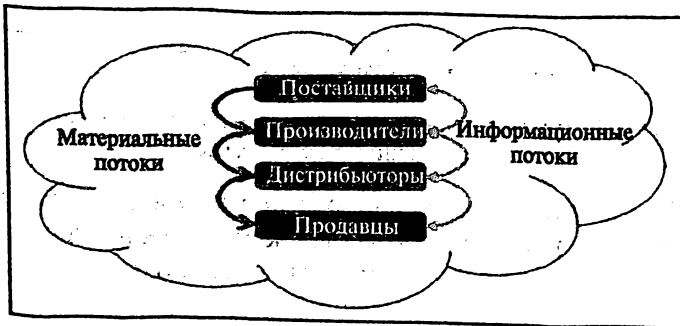 Поставщики
Материальные
потоки
Производители
Информационные
потоки
Дистрибьюторы
Продавцы